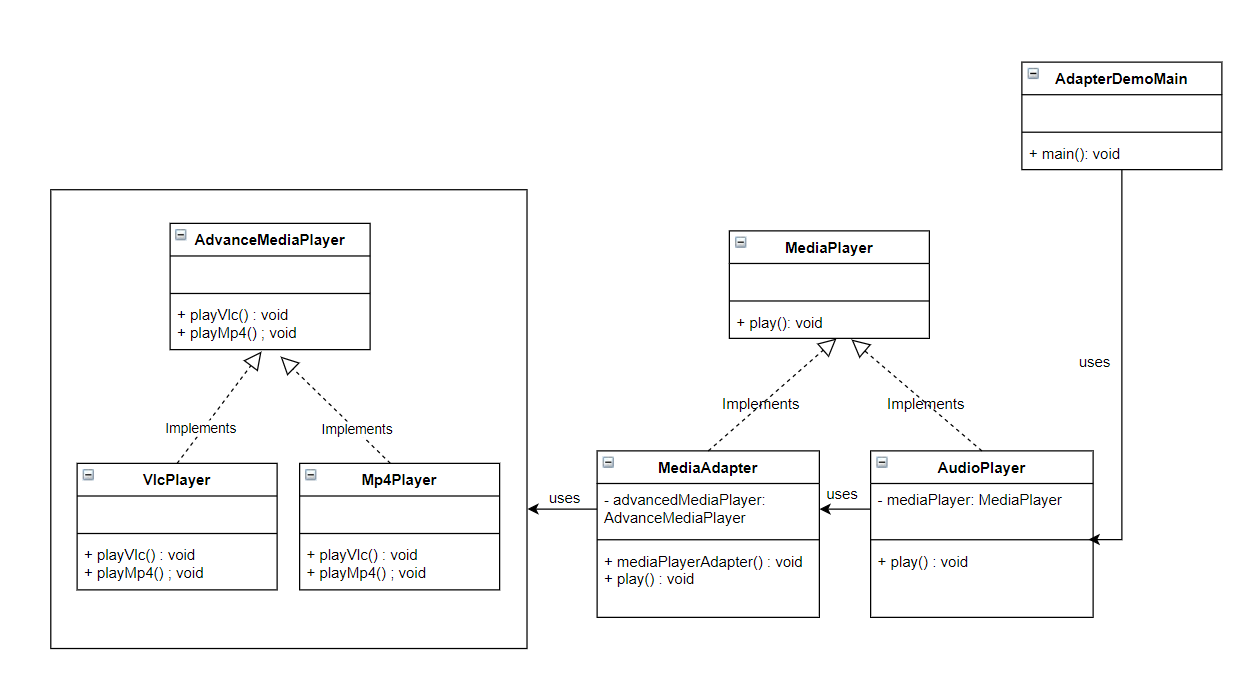 AdapterDemoMain
+ main(): void
AdvanceMediaPlayer
+ playVlc() : void
+ playMp4() ; void
MediaPlayer
+ play(): void
uses
Implements
Implements
Implements
Implements
VlcPlayer
+ playVlc() : void
+ playMp4() ; void
Mp4Player
+ playVlc() : void
+ playMp4() ; void
uses
MediaAdapter
- advancedMediaPlayer:
AdvanceMediaPlayer
+ mediaPlayerAdapter() : void
+ play() : void
uses
AudioPlayer
- mediaPlayer: MediaPlayer
+ play() : void